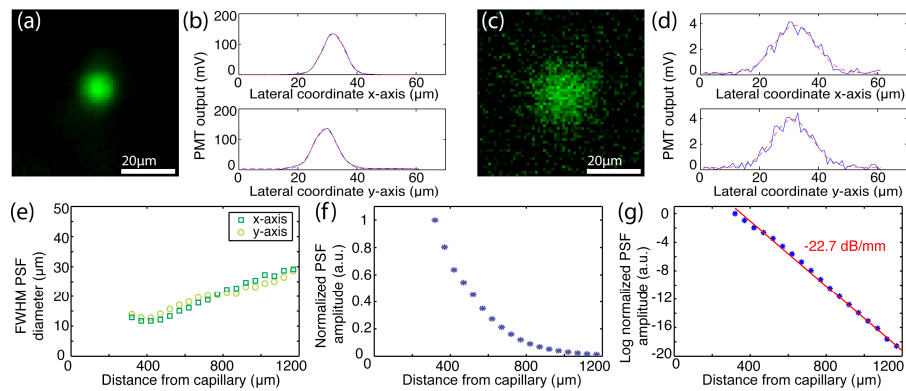 (a)
20µm
(b)
PMT output (mV)
200
100
0
0 20 40 60
Lateral coordinate x-axis (µm)
200
100
0
0 20 40 60
Lateral coordinate y-axis (µm)
(c)
20µm
(d)
PMT output (mV)
4
2
0
0 20 40 60
Lateral coordinate x-axis (µm)
4
2
0
0 20 40 60
Lateral coordinate y-axis (µm)
(e)
FWHM PSF
diameter (µm)
50
40
30
20
10
0
x-axis
y-axis
0 400 800 1200
Distance from capillary (µm)
(f)
Normalized PSF
amplitude (a.u.)
1
0.8
0.6
0.4
0.2
0
0 400 800 1200
Distance from capillary (µm)
(g)
Log normalized PSF
amplitude (a.u.)
0
-4
-8
-12
-16
-20
-22.7 dB/mm
0 400 800 1200
Distance from capillary (µm)